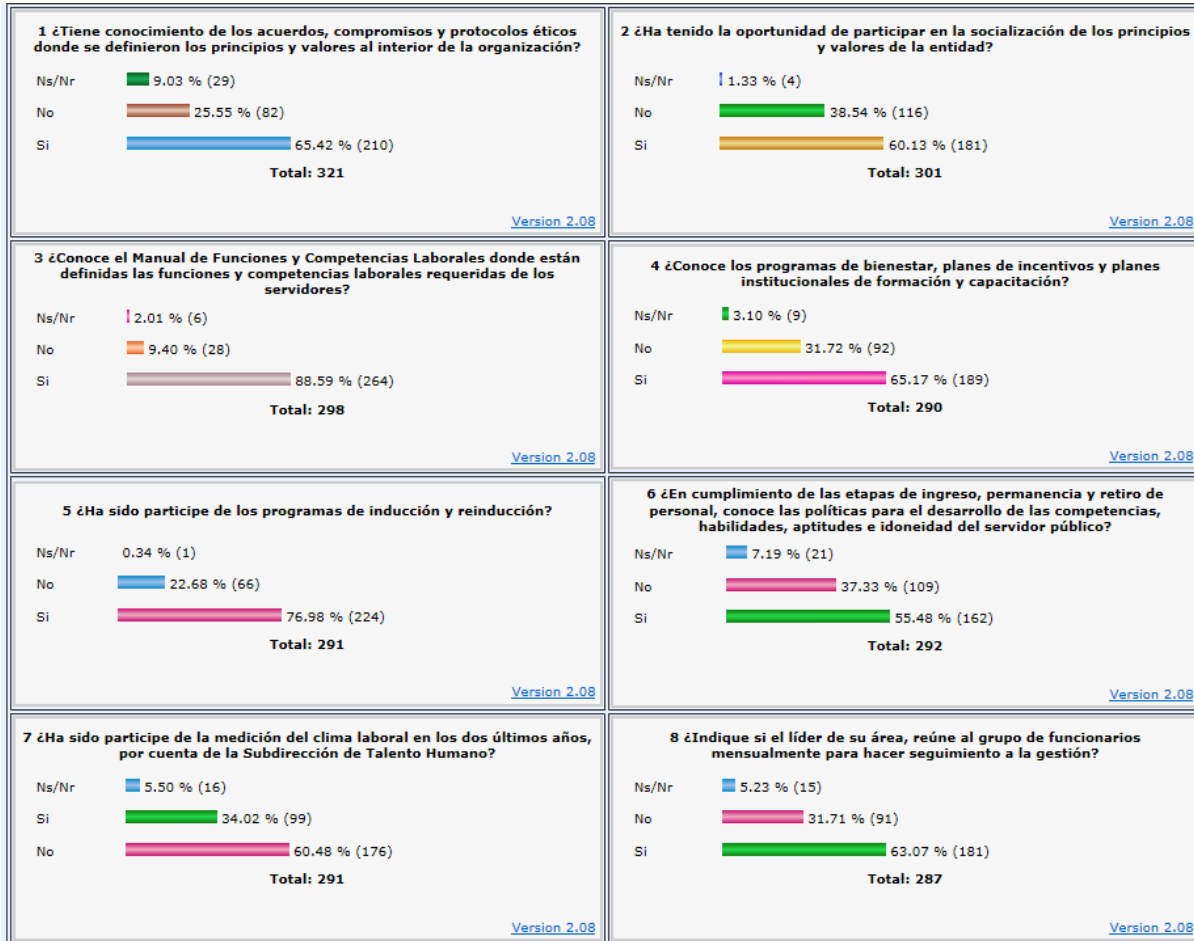 1 ¿Tiene conocimiento de los acuerdos, compromisos y protocolos éticos
donde se definieron los principios y valores al interior de la organización?
Ns/Nr 9.03 % (29)
No 25.55 % (82)
Si 65.42 % (210)
Total: 321
Version 2.08
2 ¿Ha tenido la oportunidad de participar en la socialización de los principios
y valores de la entidad?
Ns/Nr 1.33 % (4)
No 38.54 % (116)
Si 60.13 % (181)
Total: 301
Version 2.08
3 ¿Conoce el Manual de Funciones y Competencias Laborales donde están
definidas las funciones y competencias laborales requeridas de los
servidores?
Ns/Nr 2.01 % (6)
No 9.40 % (28)
Si 88.59 % (264)
Total: 298
Version 2.08
4 ¿Conoce los programas de bienestar, planes de incentivos y planes
institucionales de formación y capacitación?
Ns/Nr 3.10 % (9)
No 31.72 % (92)
Si 65.17 % (189)
Total: 290
Version 2.08
5 ¿Ha sido participe de los programas de inducción y reinducción?
Ns/Nr 0.34 % (1)
No 22.68 % (66)
Si 76.98 % (224)
Total: 291
Version 2.08
6 ¿En cumplimiento de las etapas de ingreso, permanencia y retiro de
personal, conoce las políticas para el desarrollo de las competencias,
habilidades, aptitudes e idoneidad del servidor público?
Ns/Nr 7.19 % (21)
No 37.33 % (109)
Si 55.48 % (162)
Total: 292
Version 2.08
7 ¿Ha sido participe de la medición del clima laboral en los dos últimos años,
por cuenta de la Subdirección de Talento Humano?
Ns/Nr 5.50 % (16)
Si 34.02 % (99)
No 60.48 % (176)
Total: 291
Version 2.08
8 ¿Indique si el líder de su área, reúne al grupo de funcionarios
mensualmente para hacer seguimiento a la gestión?
Ns/Nr 5.23 % (15)
No 31.71 % (91)
Si 63.07 % (181)
Total: 287
Version 2.08